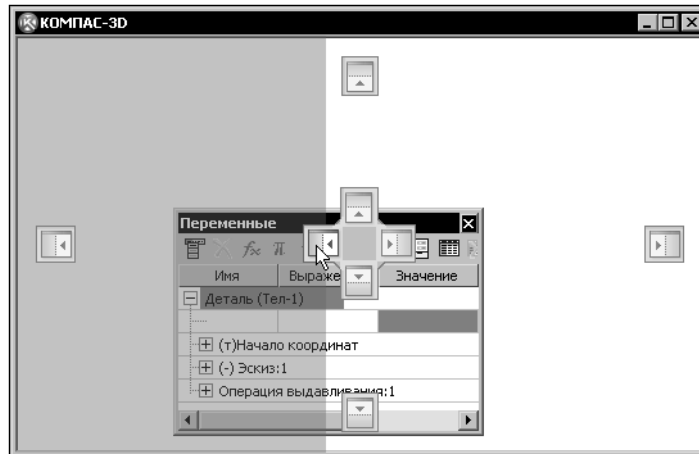 КОМПАС-3D
Переменные
Имя Выраже Значение
Деталь (Тел-1)
(т)Начало координат
(-) Эскиз:1
Операция выдавливания:1